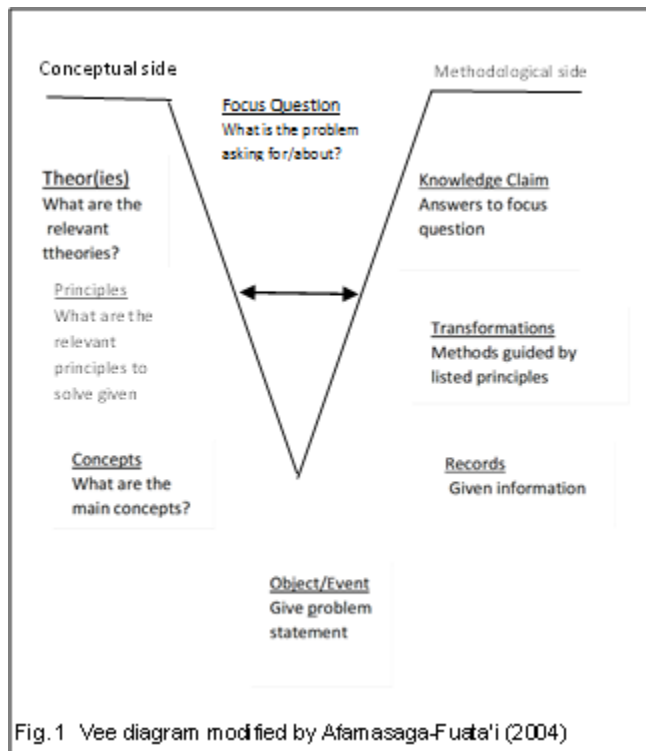 Conceptual side
Methodological side
Focus Question
What is the problem
asking for/about?
Theor(ies)
What are the
relevant
ttheories?
Principles
What are the
relevant
principles to
solve given
Concepts
What are the
main concepts?
Knowledge Claim
Answers to focus
question
Transformations
Methods guided by
listed principles
Records
Given information
Object/Event
Give problem
statement
Fig.1 Vee diagram modified by Afamasaga-Fuata'i (2004)